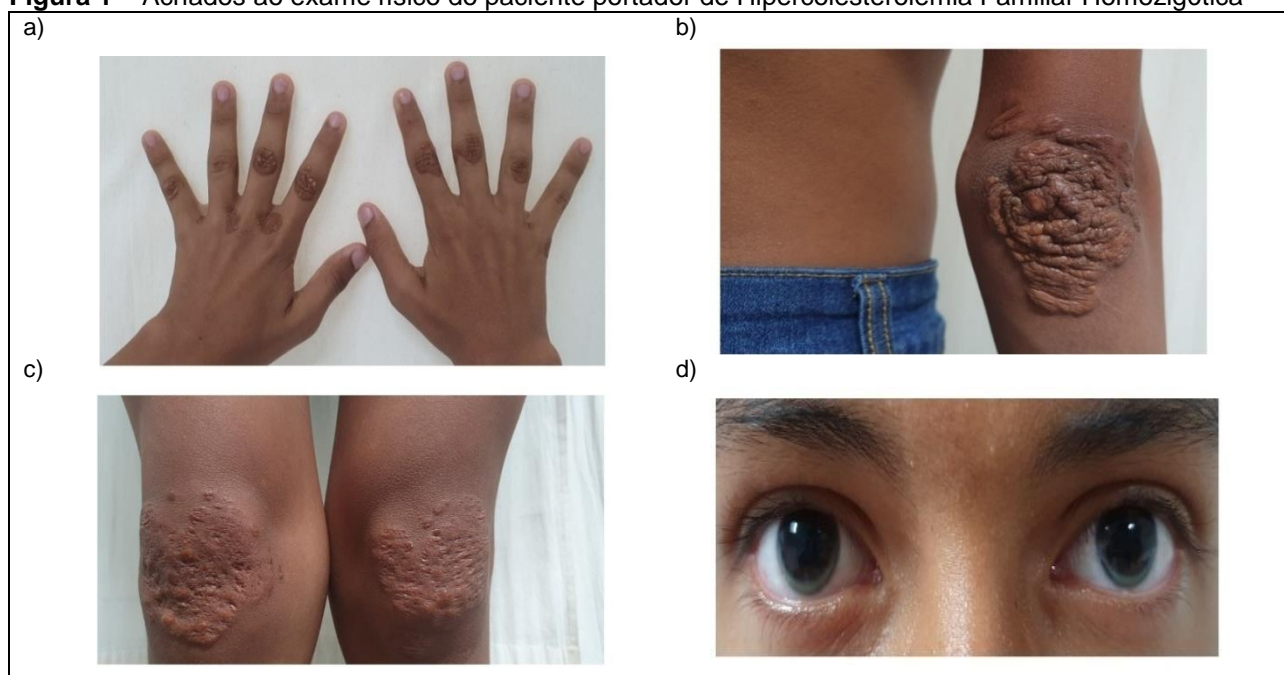 Figura 1 – Achados ao exame físico do paciente portador de Hipercolesterolemia Familiar Homozigótica
a)
b)
c)
d)